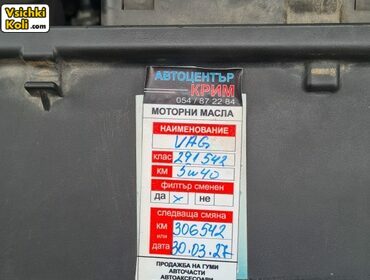 Vsichki
Koli.com
АВТОЦЕНТЪР
КРИМ
054/87 22 84
МОТОРНИ МАСЛА
НАИМЕНОВАНИЕ
VAG
клас 291542
км 5w40
филтър сменен
да x не
следваща смяна
км 306542
или
дата 30.03.27
ПРОДАЖБА НА ГУМИ
АВТОЧАСТИ
АВТОАКСЕСОАРИ